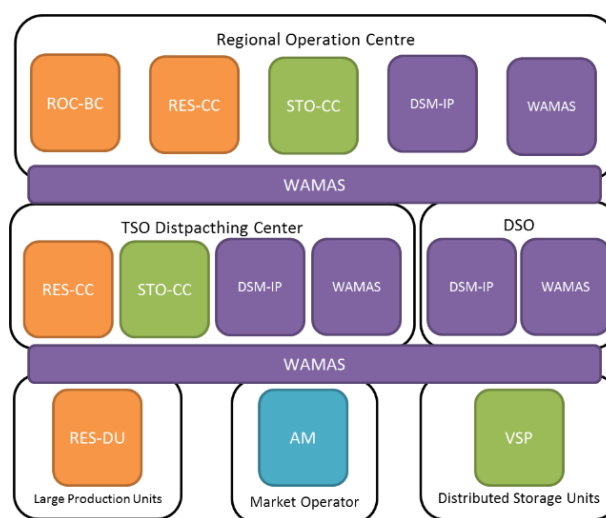 Regional Operation Centre
ROC-BC RES-CC STO-CC DSM-IP WAMAS
WAMAS
TSO Distpacthing Center DSO
RES-CC STO-CC DSM-IP WAMAS DSM-IP WAMAS
WAMAS
RES-DU AM VSP
Large Production Units Market Operator Distributed Storage Units